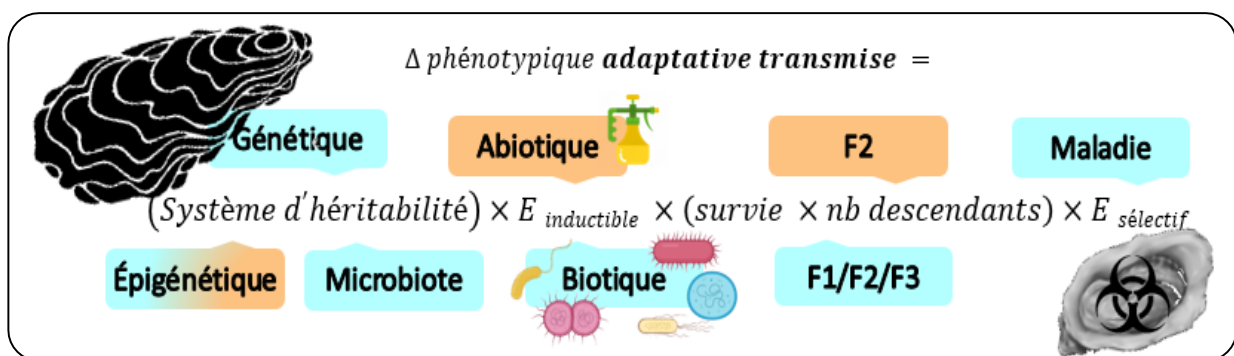 Δ phénotypique adaptative transmise =
Génétique Abiotique F2 Maladie
(Système d'héritabilité) × E inductible × (survie × nb descendants) × E sélectif
Épigénétique Microbiote Biotique F1/F2/F3